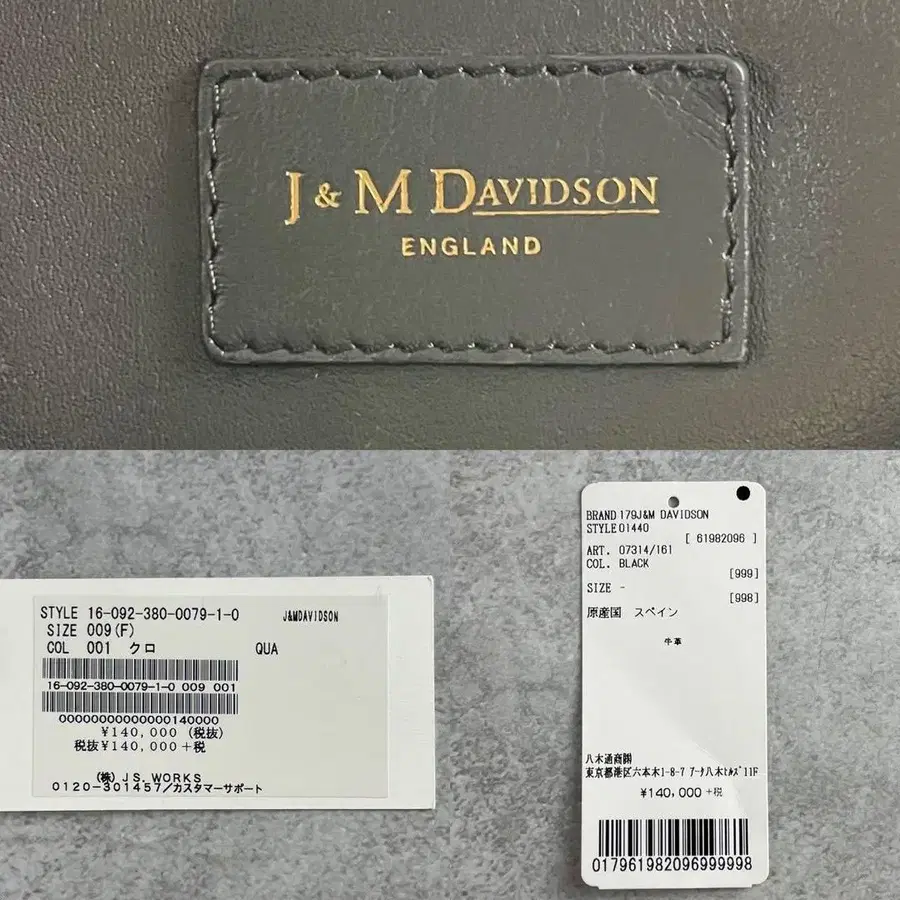 J & M DAVIDSON
ENGLAND
STYLE 16-092-380-0079-1-0 J&MDAVIDSON
SIZE 009(F)
COL 001 クロ QUA
16-092-380-0079-1-0 009 001
00000000000000140000
¥140,000 (税抜)
税抜¥140,000+税
(株) JS. WORKS
0120-301457/カスタマーサポート
BRAND 179J&M DAVIDSON
STYLE 01440
[ 61982096 ]
ART. 07314/161
COL. BLACK
[999]
SIZE -
[998]
原産国 スペイン
牛革
八木通商㈱
東京都港区六本木1-8-7 ｱｰｸ八木ﾋﾙｽﾞ11F
¥140,000 +税
017961982096999998